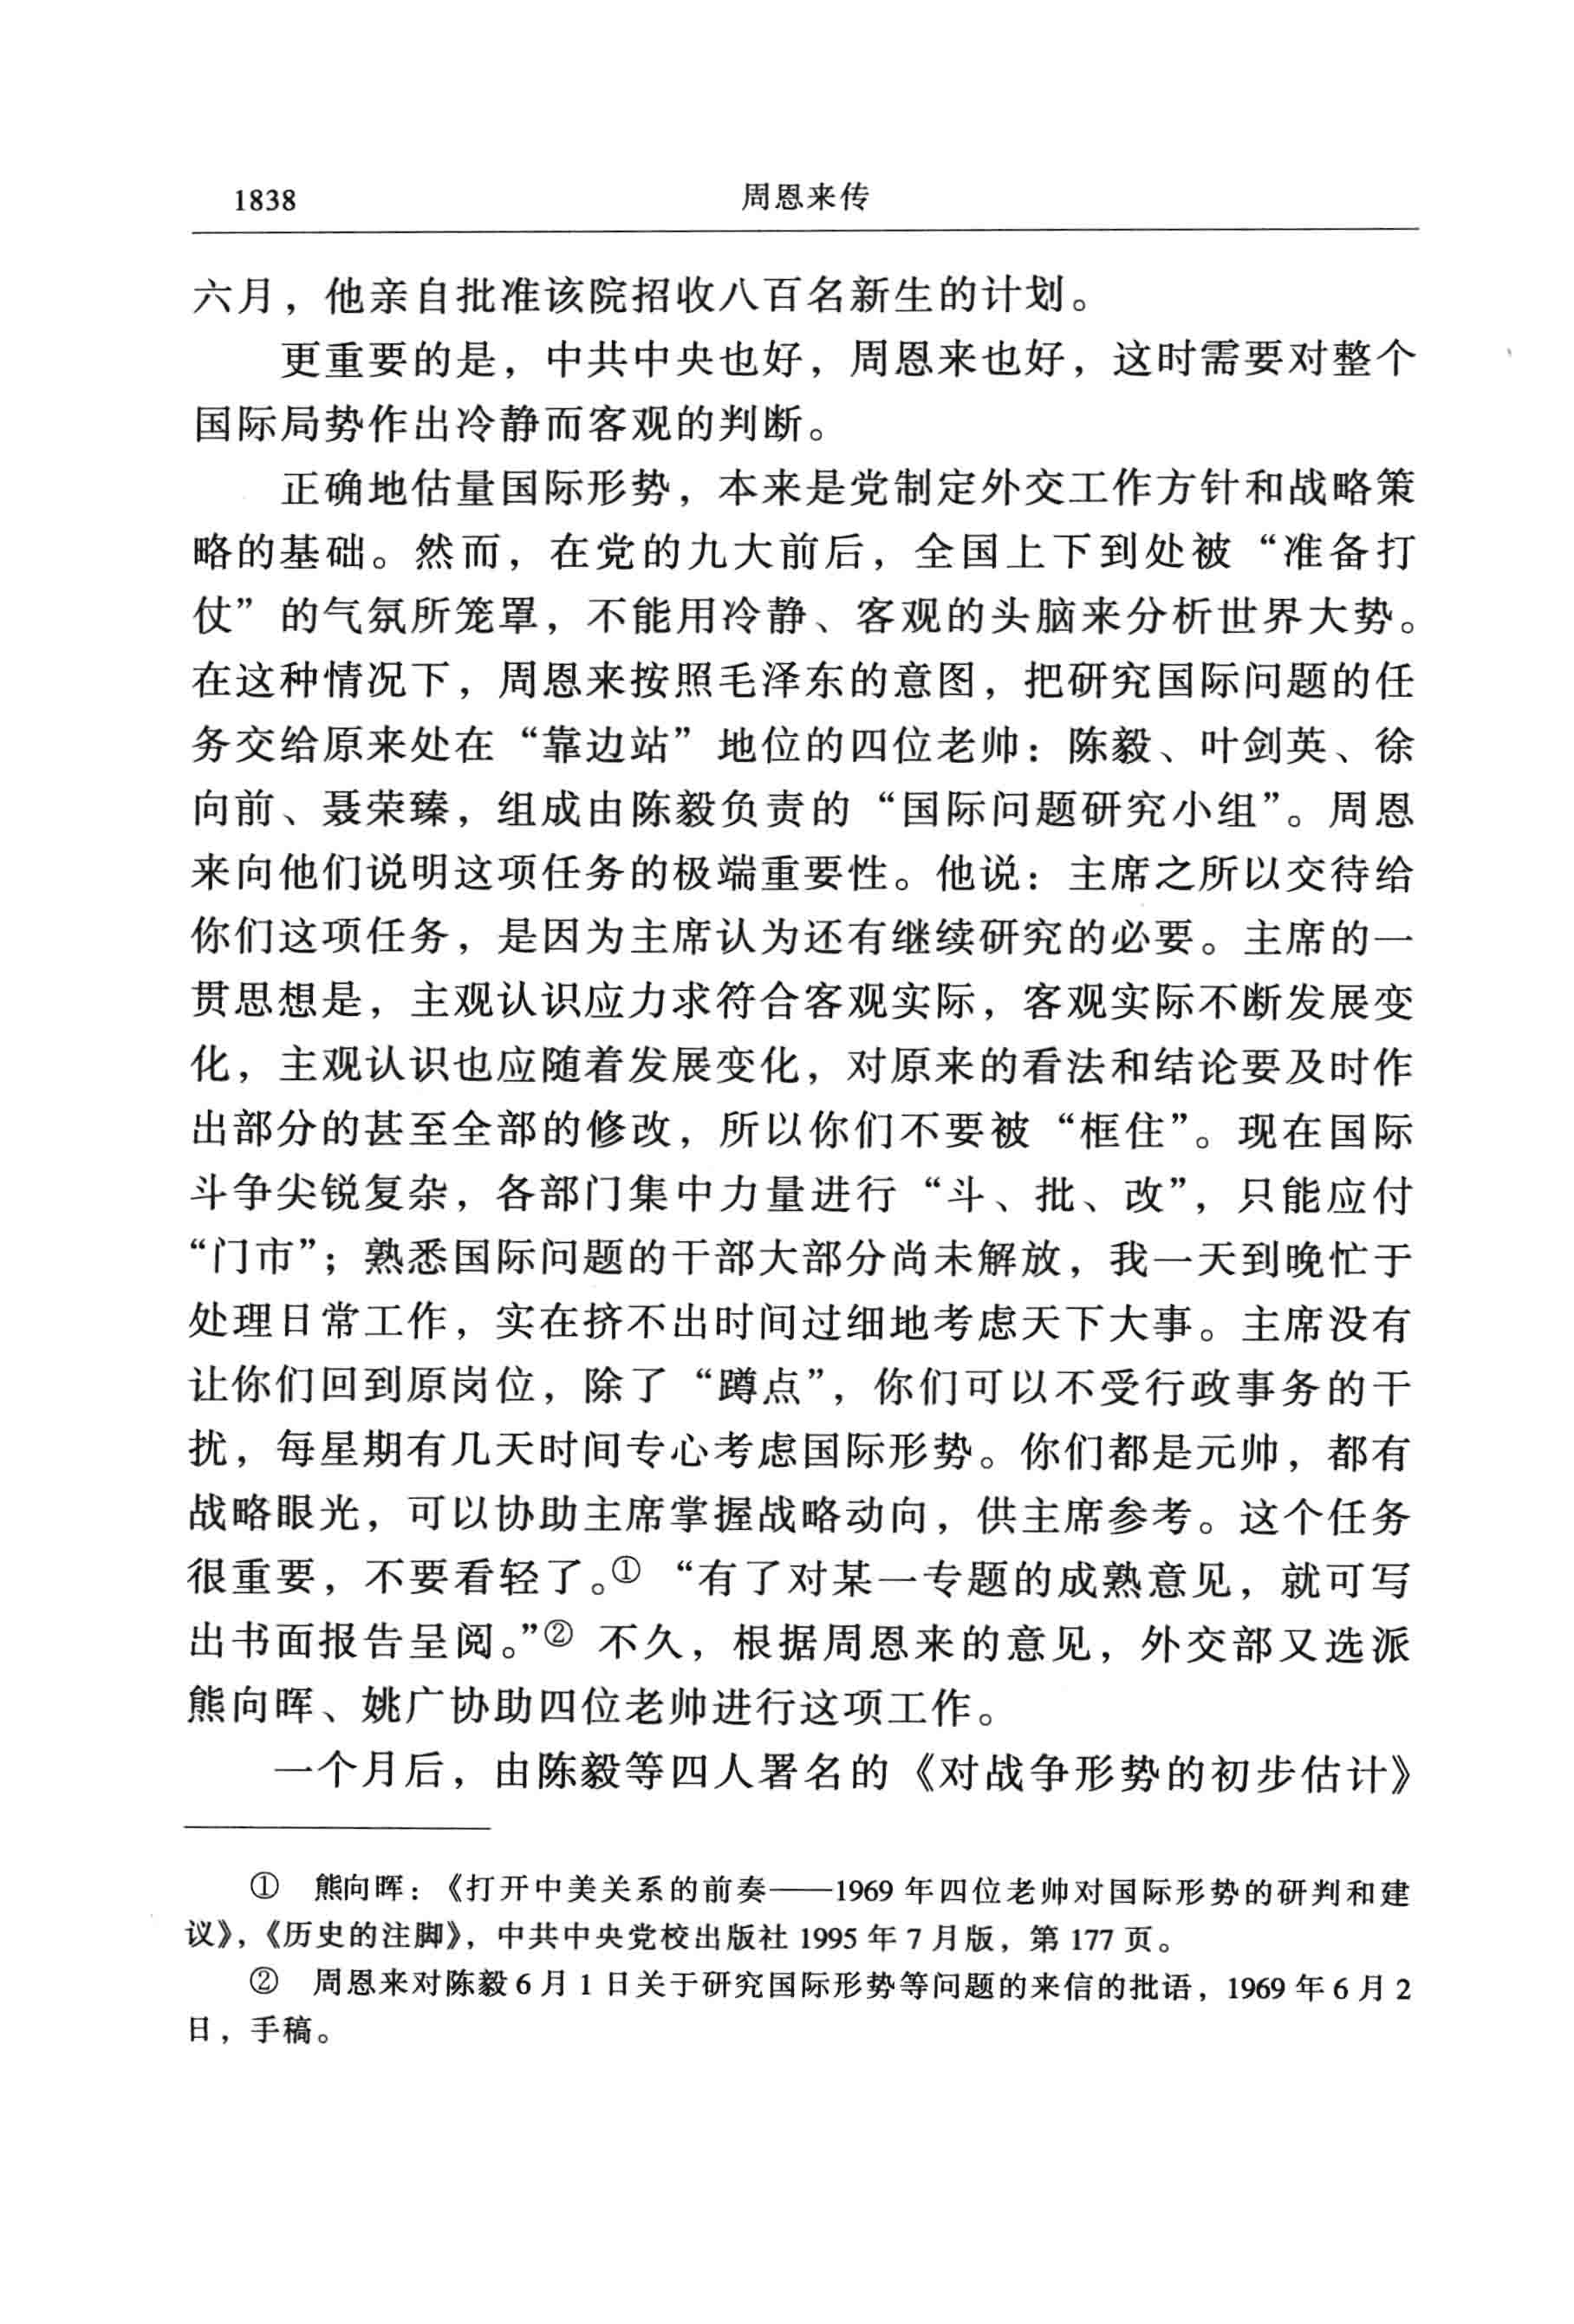 1838
周恩来传
六月，他亲自批准该院招收八百名新生的计划。
更重要的是，中共中央也好，周恩来也好，这时需要对整个
国际局势作出冷静而客观的判断。
正确地估量国际形势，本来是党制定外交工作方针和战略策
略的基础。然而，在党的九大前后，全国上下到处被“准备打
仗”的气氛所笼罩，不能用冷静、客观的头脑来分析世界大势。
在这种情况下，周恩来按照毛泽东的意图，把研究国际问题的任
务交给原来处在“靠边站”地位的四位老帅：陈毅、叶剑英、徐
向前、聂荣臻，组成由陈毅负责的“国际问题研究小组”。周恩
来向他们说明这项任务的极端重要性。他说：主席之所以交待给
你们这项任务，是因为主席认为还有继续研究的必要。主席的一
贯思想是，主观认识应力求符合客观实际，客观实际不断发展变
化，主观认识也应随着发展变化，对原来的看法和结论要及时作
出部分的甚至全部的修改，所以你们不要被“框住”。现在国际
斗争尖锐复杂，各部门集中力量进行“斗、批、改”，只能应付
“门市”；熟悉国际问题的干部大部分尚未解放，我一天到晚忙于
处理日常工作，实在挤不出时间过细地考虑天下大事。主席没有
让你们回到原岗位，除了“蹲点”，你们可以不受行政事务的干
扰，每星期有几天时间专心考虑国际形势。你们都是元帅，都有
战略眼光，可以协助主席掌握战略动向，供主席参考。这个任务
很重要，不要看轻了。① “有了对某一专题的成熟意见，就可写
出书面报告呈阅。”② 不久，根据周恩来的意见，外交部又选派
熊向晖、姚广协助四位老帅进行这项工作。
一个月后，由陈毅等四人署名的《对战争形势的初步估计》
① 熊向晖：《打开中美关系的前奏——1969 年四位老帅对国际形势的研判和建
议》，《历史的注脚》，中共中央党校出版社 1995 年 7 月版，第 177 页。
② 周恩来对陈毅 6 月 1 日关于研究国际形势等问题的来信的批语，1969 年 6 月 2
日，手稿。